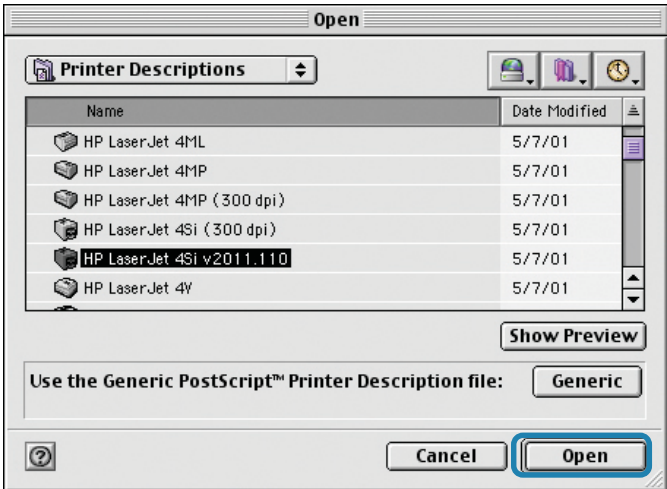 Open
Printer Descriptions
Name Date Modified
HP LaserJet 4ML 5/7/01
HP LaserJet 4MP 5/7/01
HP LaserJet 4MP (300 dpi) 5/7/01
HP LaserJet 4Si (300 dpi) 5/7/01
HP LaserJet 4Si v2011.110 5/7/01
HP LaserJet 4V 5/7/01
Show Preview
Use the Generic PostScript™ Printer Description file: Generic
? Cancel Open